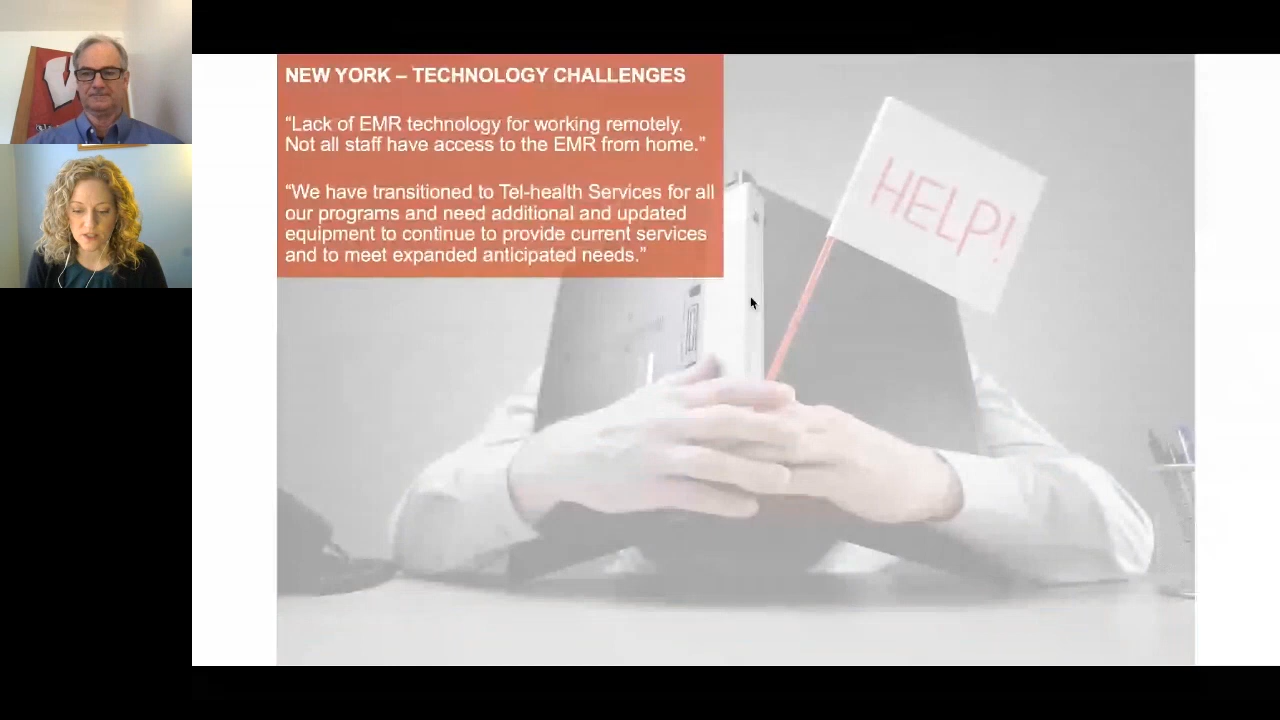 NEW YORK – TECHNOLOGY CHALLENGES
“Lack of EMR technology for working remotely.
Not all staff have access to the EMR from home.”
“We have transitioned to Tel-health Services for all
our programs and need additional and updated
equipment to continue to provide current services
and to meet expanded anticipated needs.”
HELP!